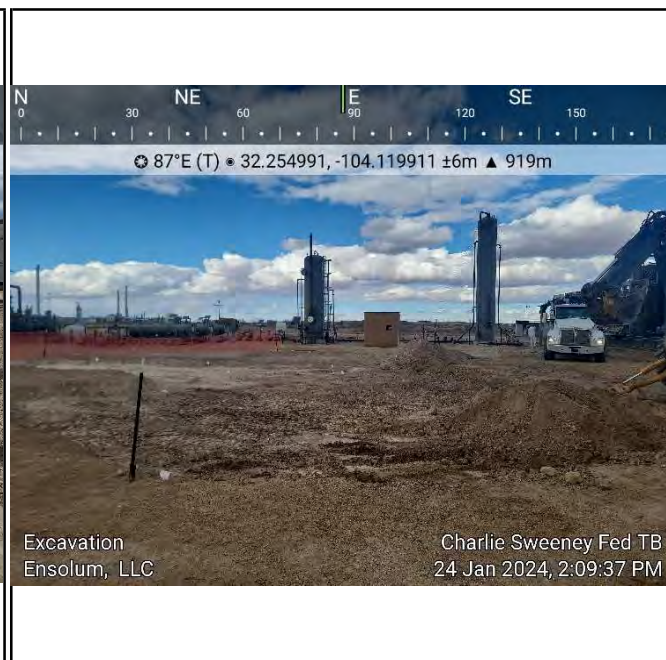 N NE E SE
0 30 60 90 120 150
87°E (T) 32.254991, -104.119911 ±6m ▲ 919m
Excavation
Ensolum, LLC
Charlie Sweeney Fed TB
24 Jan 2024, 2:09:37 PM